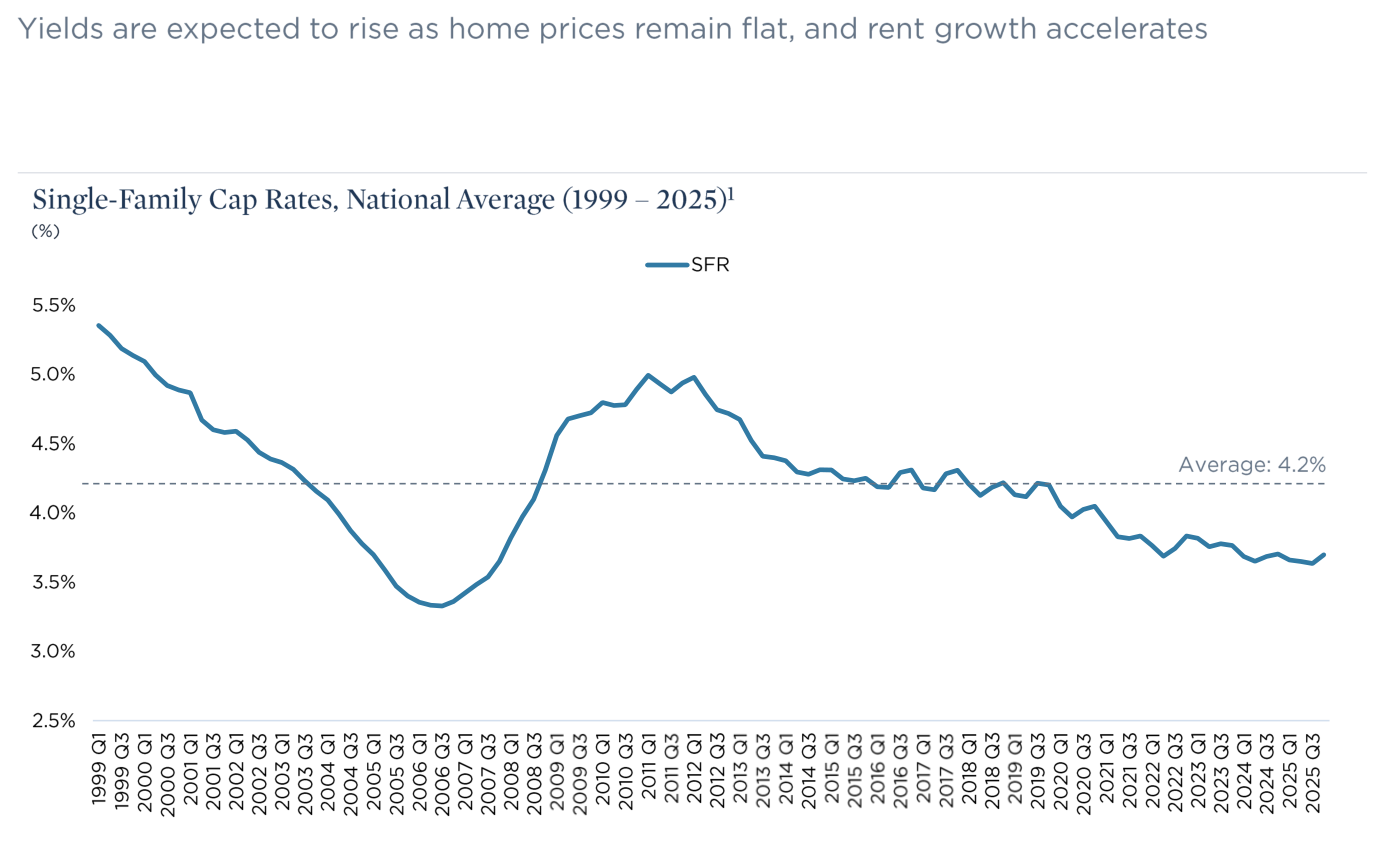 Yields are expected to rise as home prices remain flat, and rent growth accelerates
Single-Family Cap Rates, National Average (1999 – 2025)¹
(%)
SFR
5.5%
5.0%
4.5%
Average: 4.2%
4.0%
3.5%
3.0%
2.5%
1999 Q1
1999 Q3
2000 Q1
2000 Q3
2001 Q1
2001 Q3
2002 Q1
2002 Q3
2003 Q1
2003 Q3
2004 Q1
2004 Q3
2005 Q1
2005 Q3
2006 Q1
2006 Q3
2007 Q1
2007 Q3
2008 Q1
2008 Q3
2009 Q1
2009 Q3
2010 Q1
2010 Q3
2011 Q1
2011 Q3
2012 Q1
2012 Q3
2013 Q1
2013 Q3
2014 Q1
2014 Q3
2015 Q1
2015 Q3
2016 Q1
2016 Q3
2017 Q1
2017 Q3
2018 Q1
2018 Q3
2019 Q1
2019 Q3
2020 Q1
2020 Q3
2021 Q1
2021 Q3
2022 Q1
2022 Q3
2023 Q1
2023 Q3
2024 Q1
2024 Q3
2025 Q1
2025 Q3